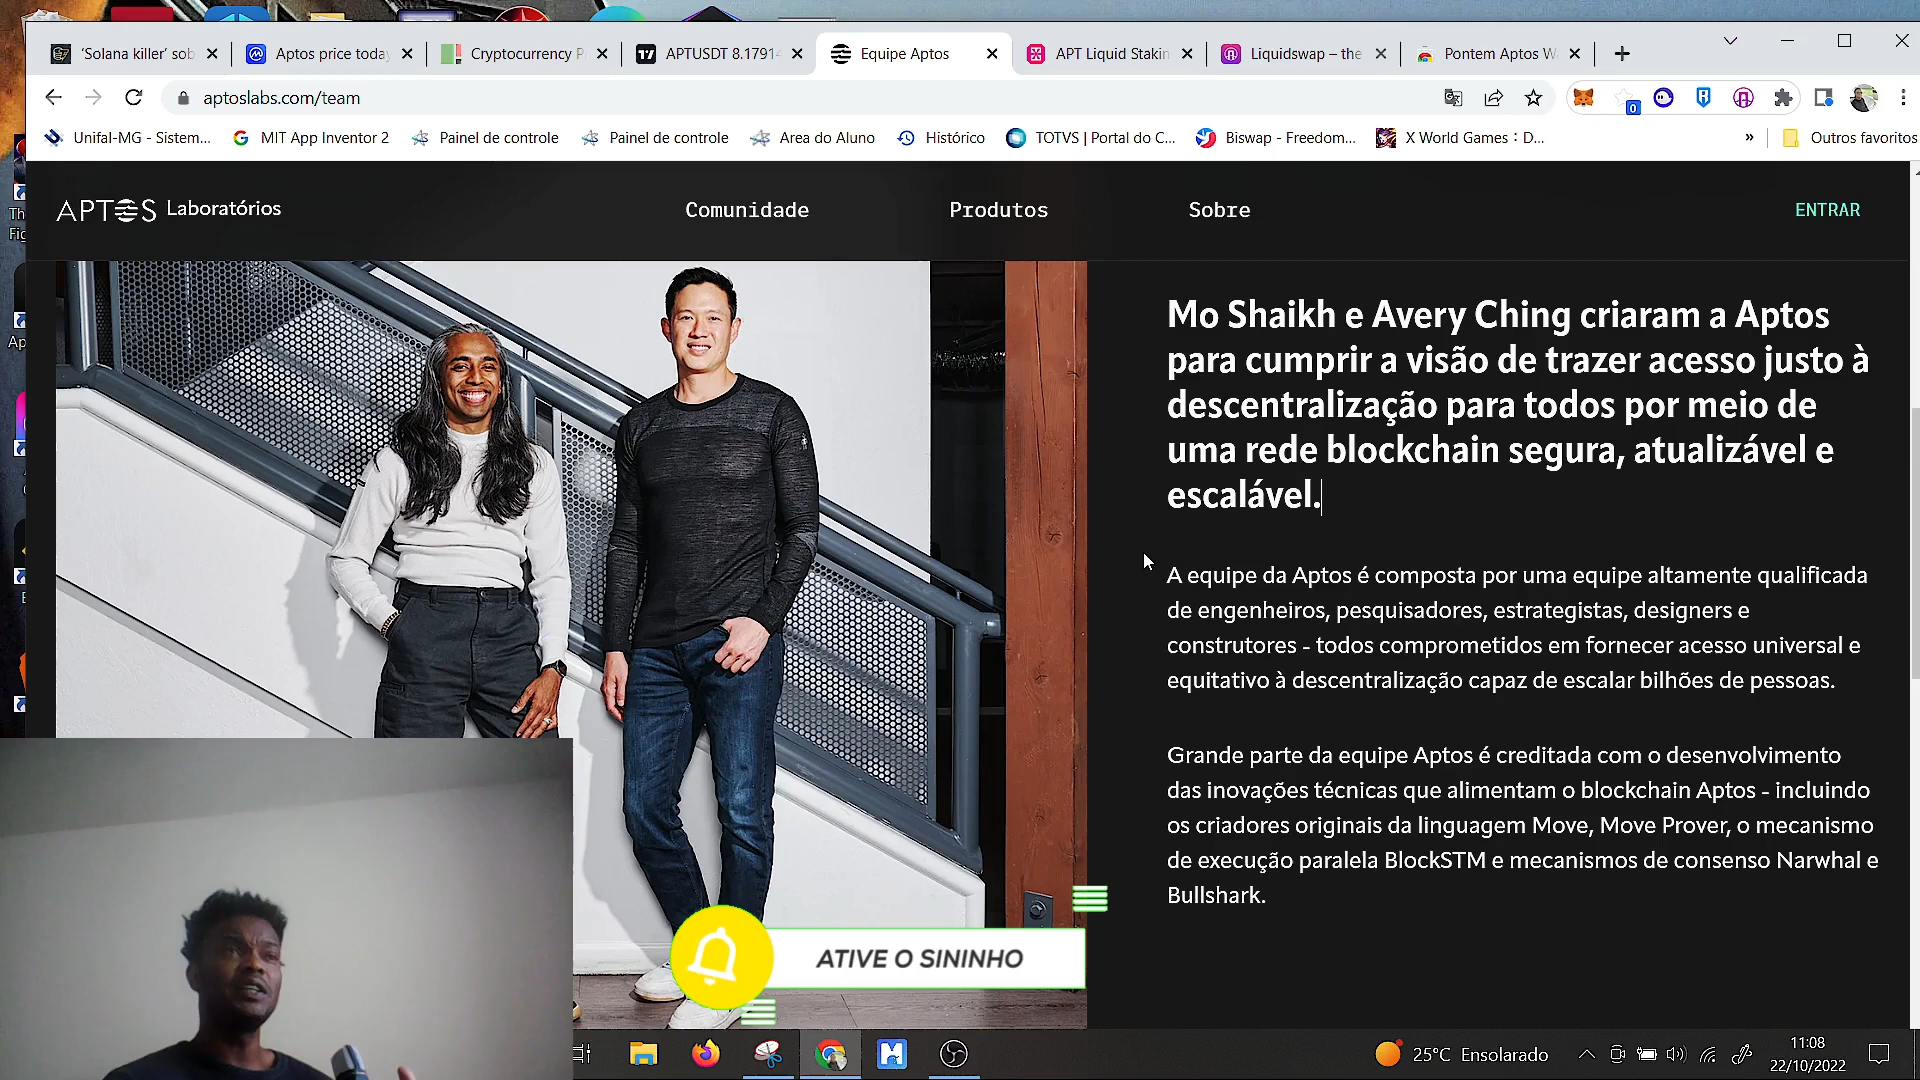 'Solana killer' sob
Aptos price today
Cryptocurrency P
APTUSDT 8.17914
Equipe Aptos
APT Liquid Stakin
Liquidswap – the
Pontem Aptos W
aptoslabs.com/team
0
Unifal-MG - Sistem...
MIT App Inventor 2
Painel de controle
Painel de controle
Area do Aluno
Histórico
TOTVS | Portal do C...
Biswap - Freedom...
X World Games：D...
»
Outros favoritos
APTOS Laboratórios
Comunidade
Produtos
Sobre
ENTRAR
Mo Shaikh e Avery Ching criaram a Aptos
para cumprir a visão de trazer acesso justo à
descentralização para todos por meio de
uma rede blockchain segura, atualizável e
escalável.
A equipe da Aptos é composta por uma equipe altamente qualificada
de engenheiros, pesquisadores, estrategistas, designers e
construtores - todos comprometidos em fornecer acesso universal e
equitativo à descentralização capaz de escalar bilhões de pessoas.
Grande parte da equipe Aptos é creditada com o desenvolvimento
das inovações técnicas que alimentam o blockchain Aptos - incluindo
os criadores originais da linguagem Move, Move Prover, o mecanismo
de execução paralela BlockSTM e mecanismos de consenso Narwhal e
Bullshark.
ATIVE O SININHO
25°C Ensolarado
11:08
22/10/2022